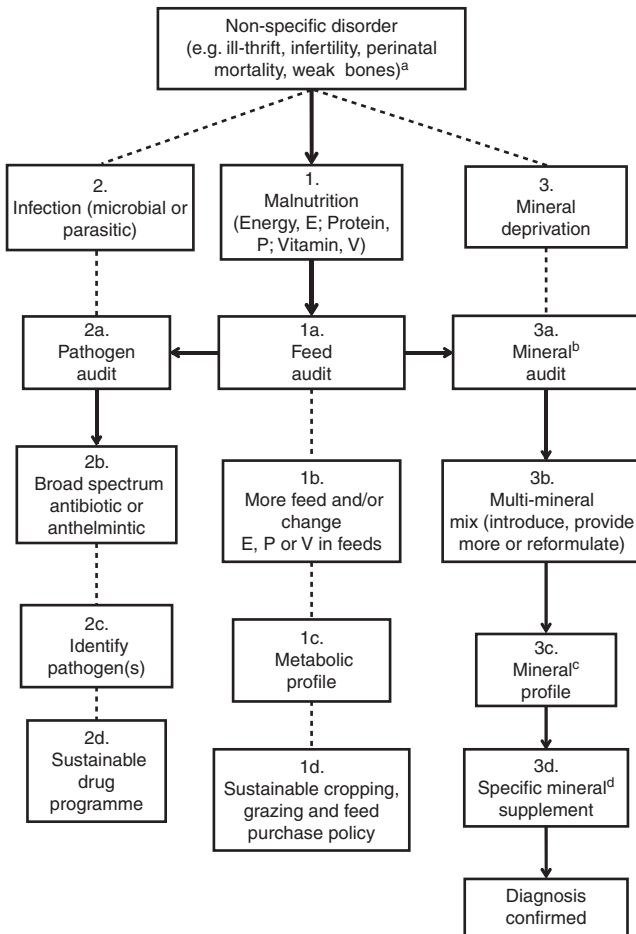 Non-specific disorder
(e.g. ill-thrift, infertility, perinatal
mortality, weak bones)ᵃ
2.
Infection (microbial or
parasitic)
1.
Malnutrition
(Energy, E; Protein,
P; Vitamin, V)
3.
Mineral
deprivation
2a.
Pathogen
audit
1a.
Feed
audit
3a.
Mineralᵇ
audit
2b.
Broad spectrum
antibiotic or
anthelmintic
1b.
More feed and/or
change
E, P or V in feeds
3b.
Multi-mineral
mix (introduce, provide
more or reformulate)
2c.
Identify
pathogen(s)
1c.
Metabolic
profile
3c.
Mineralᶜ
profile
2d.
Sustainable
drug
programme
1d.
Sustainable cropping,
grazing and feed
purchase policy
3d.
Specific mineralᵈ
supplement
Diagnosis
confirmed